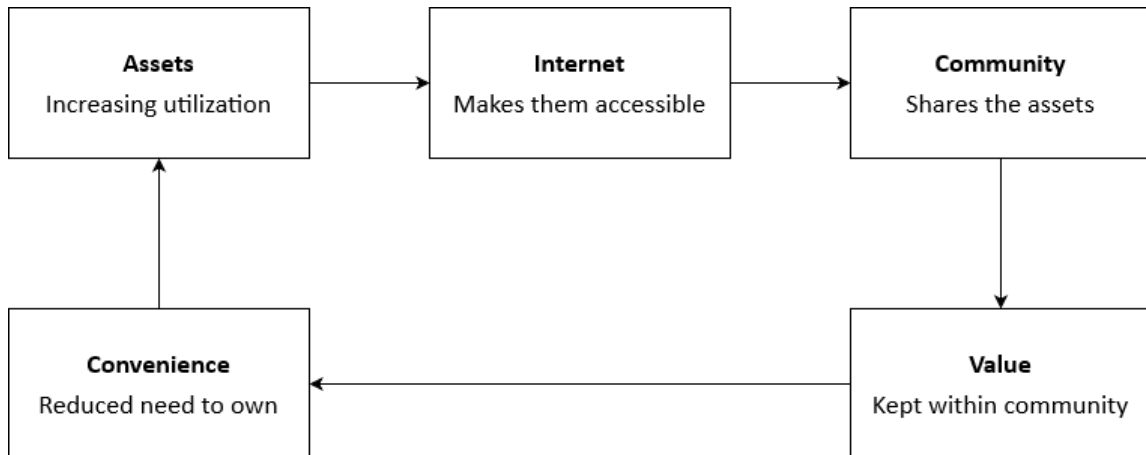 Assets
Increasing utilization
Internet
Makes them accessible
Community
Shares the assets
Convenience
Reduced need to own
Value
Kept within community